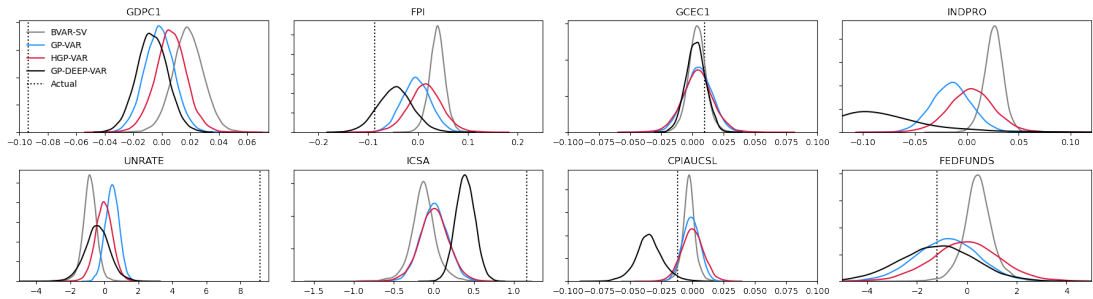 GDPC1
BVAR-SV
GP-VAR
HGP-VAR
GP-DEEP-VAR
Actual
−0.10 −0.08 −0.06 −0.04 −0.02 0.00 0.02 0.04 0.06
FPI
−0.2 −0.1 0.0 0.1 0.2
GCEC1
−0.100 −0.075 −0.050 −0.025 0.000 0.025 0.050 0.075 0.100
INDPRO
−0.10 −0.05 0.00 0.05 0.10
UNRATE
−4 −2 0 2 4 6 8
ICSA
−1.5 −1.0 −0.5 0.0 0.5 1.0
CPIAUCSL
−0.100 −0.075 −0.050 −0.025 0.000 0.025 0.050 0.075 0.100
FEDFUNDS
−4 −2 0 2 4